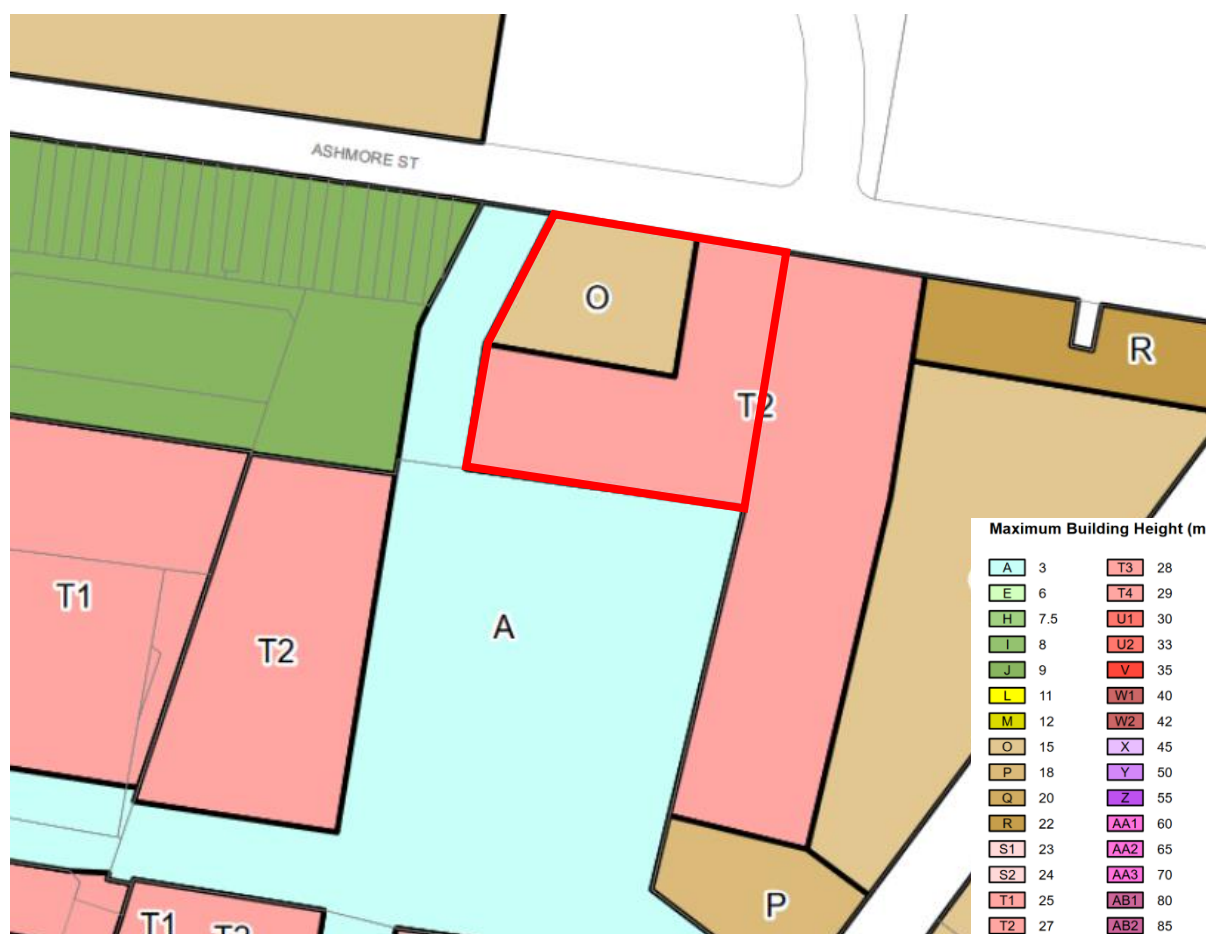 ASHMORE ST
O
R
T2
T1
T2
A
P
T1
Maximum Building Height (m
A 3
E 6
H 7.5
I 8
J 9
L 11
M 12
O 15
P 18
Q 20
R 22
S1 23
S2 24
T1 25
T2 27
T3 28
T4 29
U1 30
U2 33
V 35
W1 40
W2 42
X 45
Y 50
Z 55
AA1 60
AA2 65
AA3 70
AB1 80
AB2 85